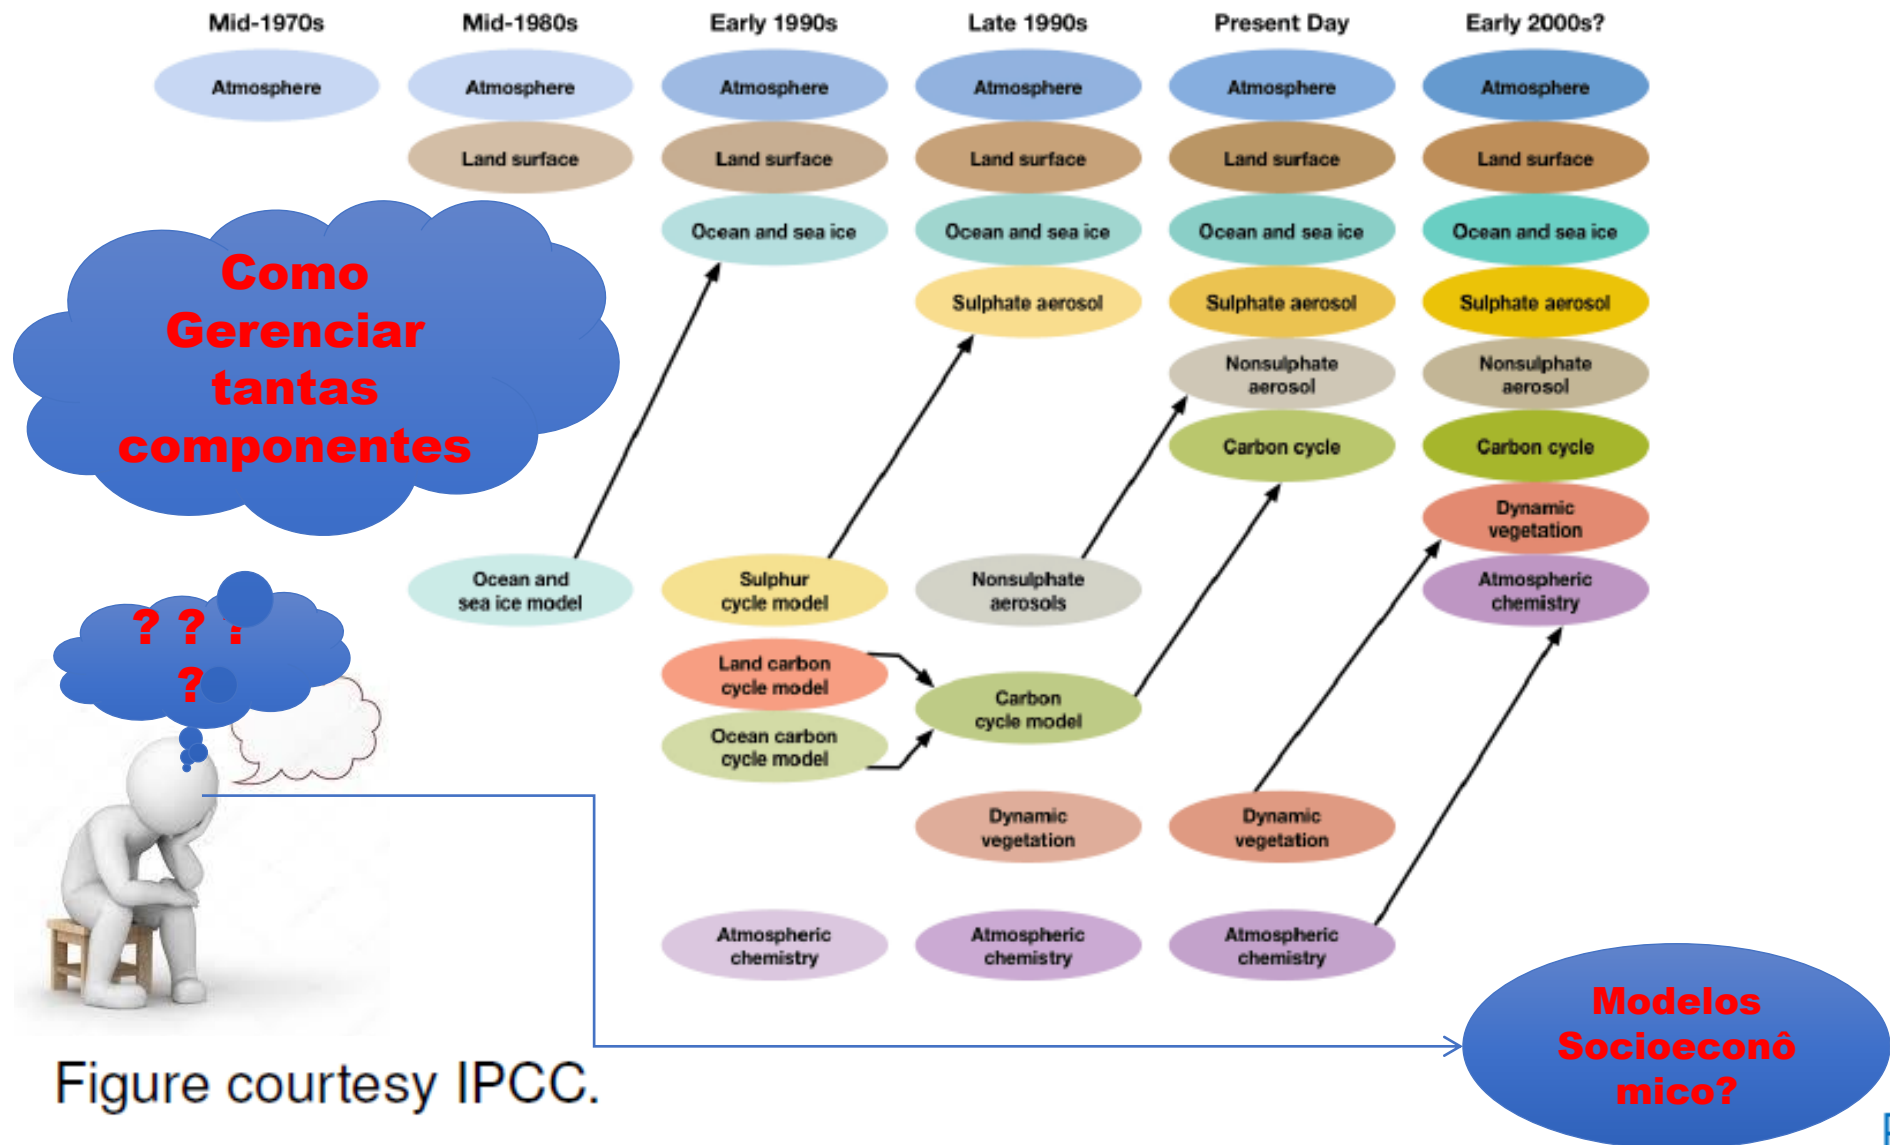 Mid-1970s
Mid-1980s
Early 1990s
Late 1990s
Present Day
Early 2000s?
Atmosphere
Atmosphere
Atmosphere
Atmosphere
Atmosphere
Atmosphere
Land surface
Land surface
Land surface
Land surface
Land surface
Ocean and sea ice
Ocean and sea ice
Ocean and sea ice
Ocean and sea ice
Como
Gerenciar
tantas
componentes
Sulphate aerosol
Sulphate aerosol
Sulphate aerosol
Nonsulphate
aerosol
Nonsulphate
aerosol
Carbon cycle
Carbon cycle
Dynamic
vegetation
Ocean and
sea ice model
Sulphur
cycle model
Nonsulphate
aerosols
Atmospheric
chemistry
? ? ?
?
Land carbon
cycle model
Carbon
cycle model
Ocean carbon
cycle model
Dynamic
vegetation
Dynamic
vegetation
Atmospheric
chemistry
Atmospheric
chemistry
Atmospheric
chemistry
Modelos
Socioeconô
mico?
Figure courtesy IPCC.